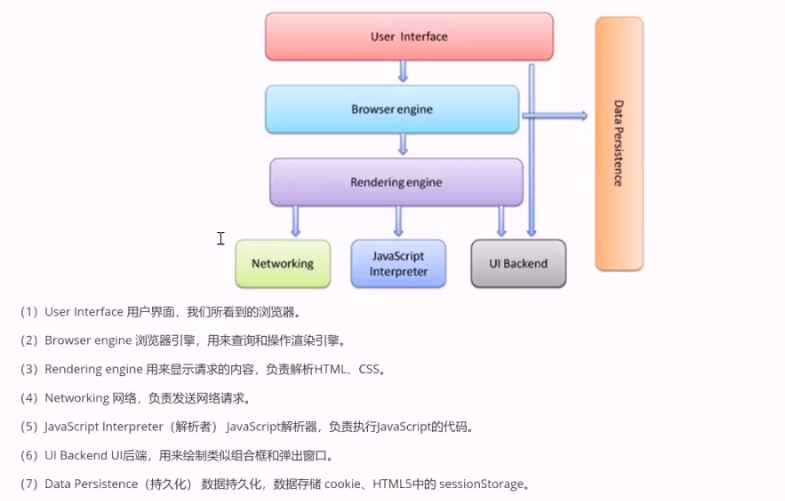 User Interface
Browser engine
Data Persistence
Rendering engine
Networking
JavaScript
Interpreter
UI Backend
（1）User Interface 用户界面，我们所看到的浏览器。
（2）Browser engine 浏览器引擎，用来查询和操作渲染引擎。
（3）Rendering engine 用来显示请求的内容，负责解析HTML、CSS。
（4）Networking 网络，负责发送网络请求。
（5）JavaScript Interpreter（解析者） JavaScript解析器，负责执行JavaScript的代码。
（6）UI Backend UI后端，用来绘制类似组合框和弹出窗口。
（7）Data Persistence（持久化） 数据持久化，数据存储 cookie、HTML5中的 sessionStorage。